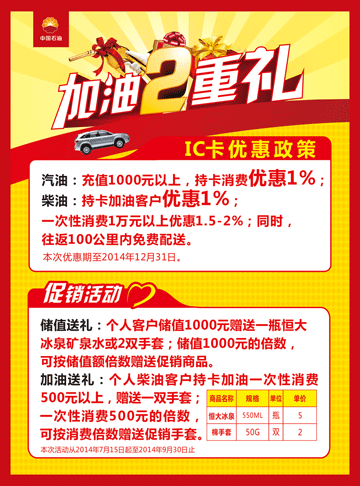 中国石油
加油2重礼
IC卡优惠政策
汽油：充值1000元以上，持卡消费优惠1%；
柴油：持卡加油客户优惠1%；
一次性消费1万元以上优惠1.5-2%；同时，
往返100公里内免费配送。
本次优惠期至2014年12月31日。
促销活动
储值送礼：个人客户储值1000元赠送一瓶恒大
冰泉矿泉水或2双手套；储值1000元的倍数，
可按储值额倍数赠送促销商品。
加油送礼：个人柴油客户持卡加油一次性消费
500元以上，赠送一双手套；
一次性消费500元的倍数，
可按消费倍数赠送促销手套。
商品名称 规格 单位 单价
恒大冰泉 550ML 瓶 5
棉手套 50G 双 2
本次活动从2014年7月15日起至2014年9月30日止